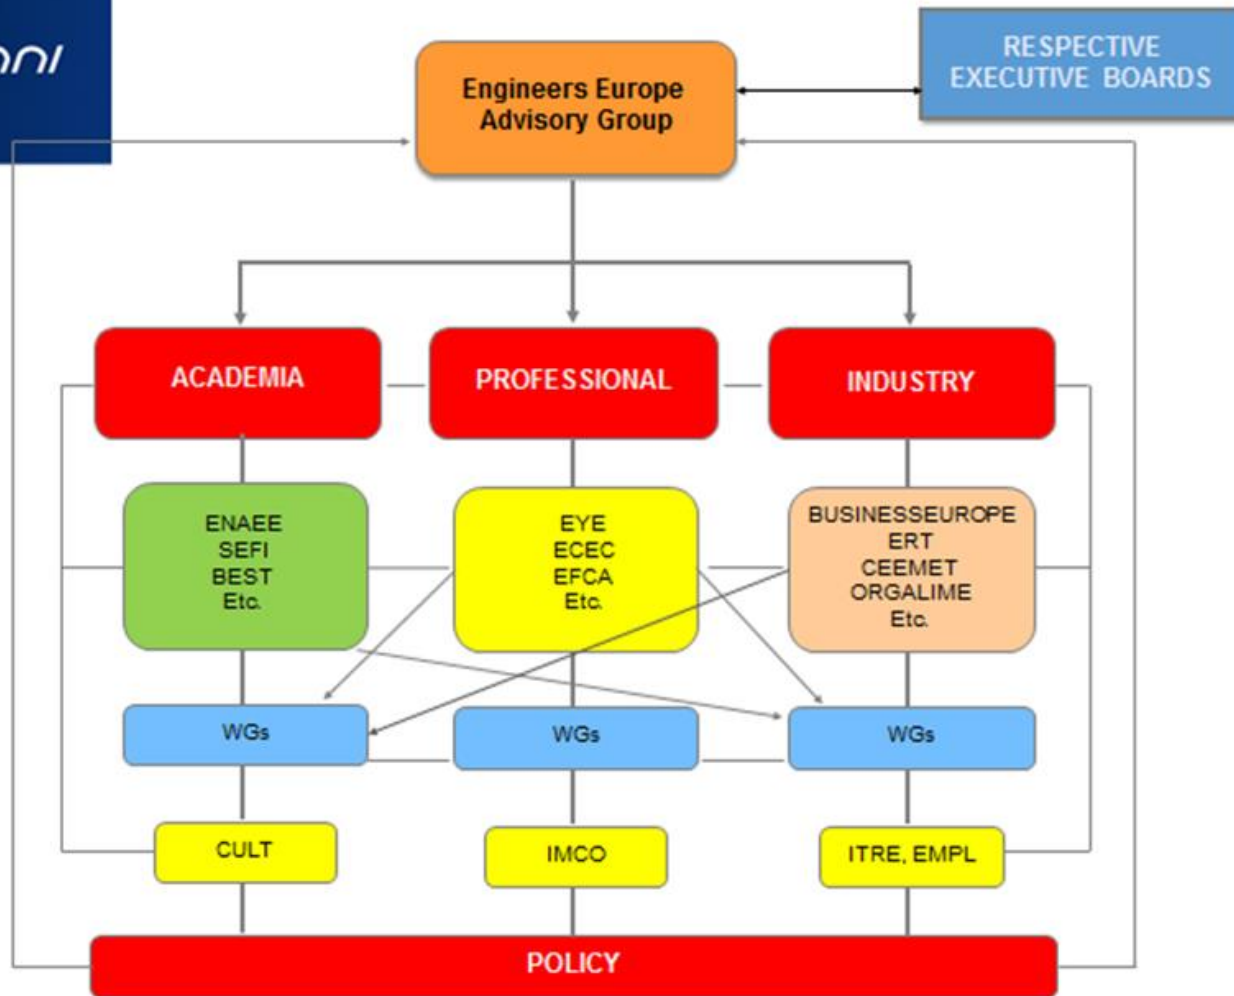 RESPECTIVE
EXECUTIVE BOARDS
Engineers Europe
Advisory Group
ACADEMIA
PROFESSIONAL
INDUSTRY
ENAEE
SEFI
BEST
Etc.
EYE
ECEC
EFCA
Etc.
BUSINESSEUROPE
ERT
CEEMET
ORGALIME
Etc.
WGs
WGs
WGs
CULT
IMCO
ITRE, EMPL
POLICY